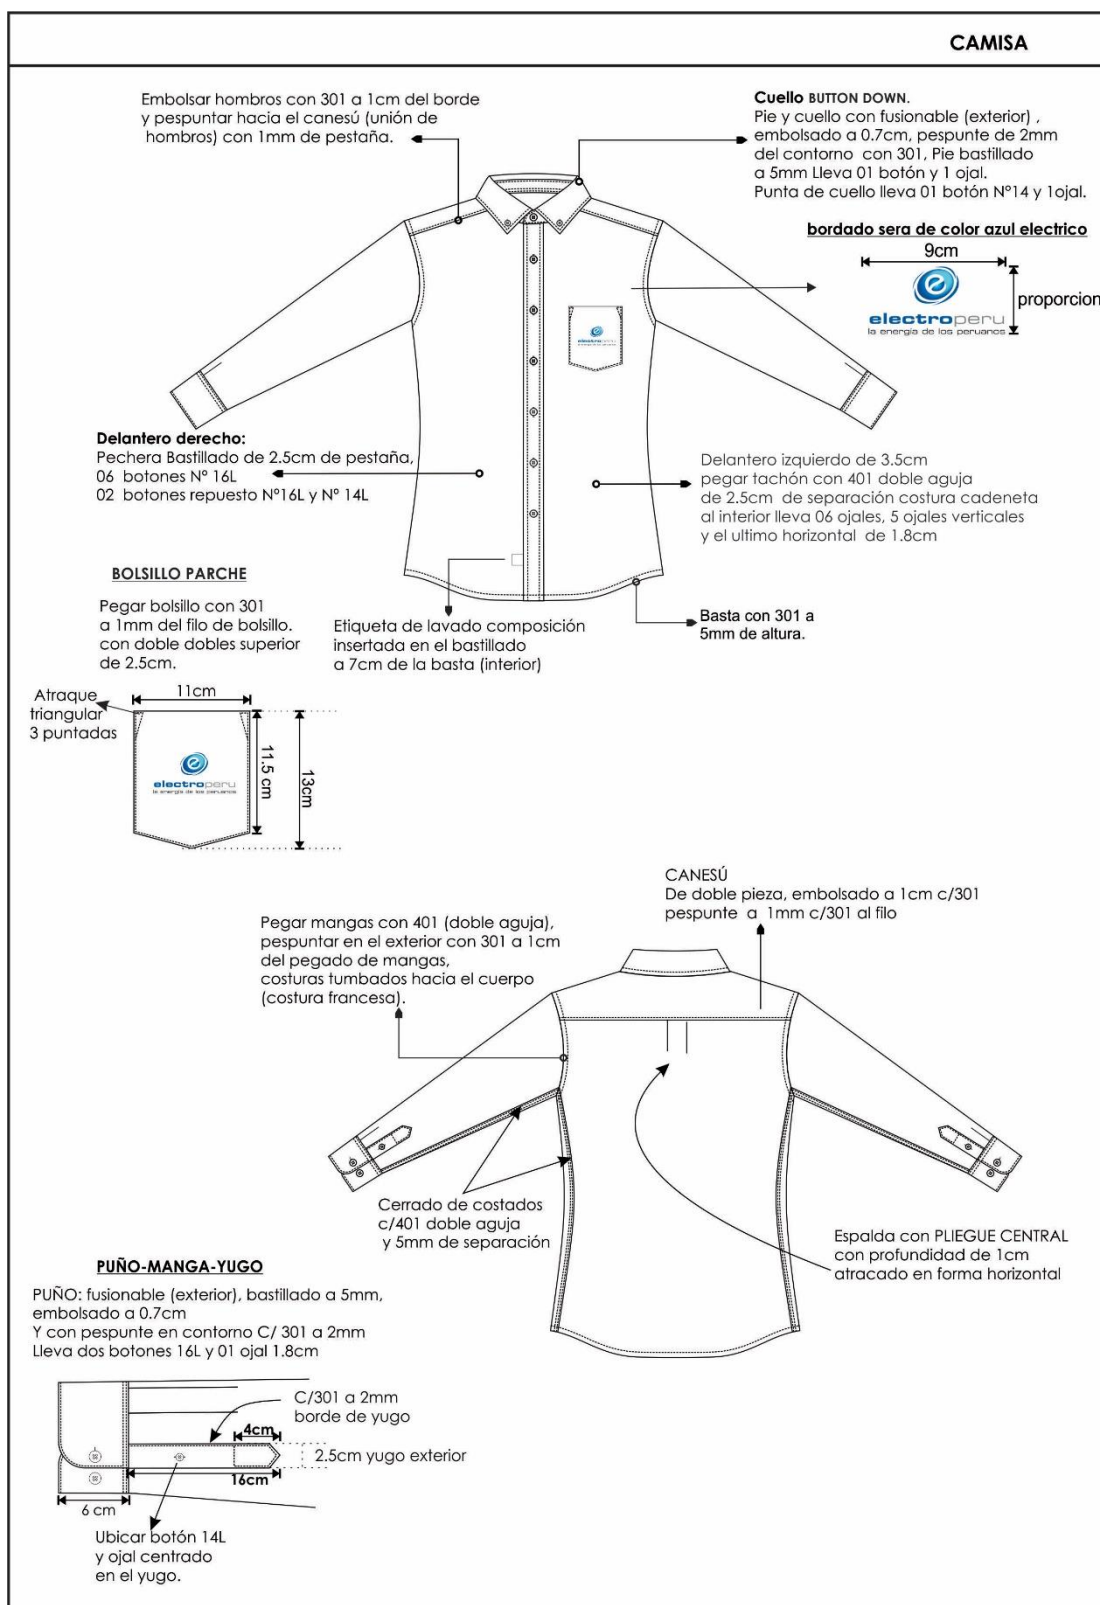 CAMISA
Embolsar hombros con 301 a 1cm del borde
y pespuntar hacia el canesú (unión de
hombros) con 1mm de pestaña.
Cuello BUTTON DOWN.
Pie y cuello con fusionable (exterior) ,
embolsado a 0.7cm, pespunte de 2mm
del contorno con 301, Pie bastillado
a 5mm Lleva 01 botón y 1 ojal.
Punta de cuello lleva 01 botón Nº14 y 1ojal.
bordado sera de color azul electrico
9cm
proporcion
electroperu
la energía de los peruanos
electroperu
la energía de los peruanos
Delantero derecho:
Pechera Bastillado de 2.5cm de pestaña,
06 botones Nº 16L
02 botones repuesto Nº16L y Nº 14L
Delantero izquierdo de 3.5cm
pegar tachón con 401 doble aguja
de 2.5cm de separación costura cadeneta
al interior lleva 06 ojales, 5 ojales verticales
y el ultimo horizontal de 1.8cm
BOLSILLO PARCHE
Pegar bolsillo con 301
a 1mm del filo de bolsillo.
con doble dobles superior
de 2.5cm.
Etiqueta de lavado composición
insertada en el bastillado
a 7cm de la basta (interior)
Basta con 301 a
5mm de altura.
Atraque
triangular
3 puntadas
11cm
11.5 cm
13cm
electroperu
la energía de los peruanos
CANESÚ
De doble pieza, embolsado a 1cm c/301
pespunte a 1mm c/301 al filo
Pegar mangas con 401 (doble aguja),
pespuntar en el exterior con 301 a 1cm
del pegado de mangas,
costuras tumbados hacia el cuerpo
(costura francesa).
Cerrado de costados
c/401 doble aguja
y 5mm de separación
Espalda con PLIEGUE CENTRAL
con profundidad de 1cm
atracado en forma horizontal
PUÑO-MANGA-YUGO
PUÑO: fusionable (exterior), bastillado a 5mm,
embolsado a 0.7cm
Y con pespunte en contorno C/ 301 a 2mm
Lleva dos botones 16L y 01 ojal 1.8cm
C/301 a 2mm
borde de yugo
4cm
2.5cm yugo exterior
16cm
6 cm
Ubicar botón 14L
y ojal centrado
en el yugo.